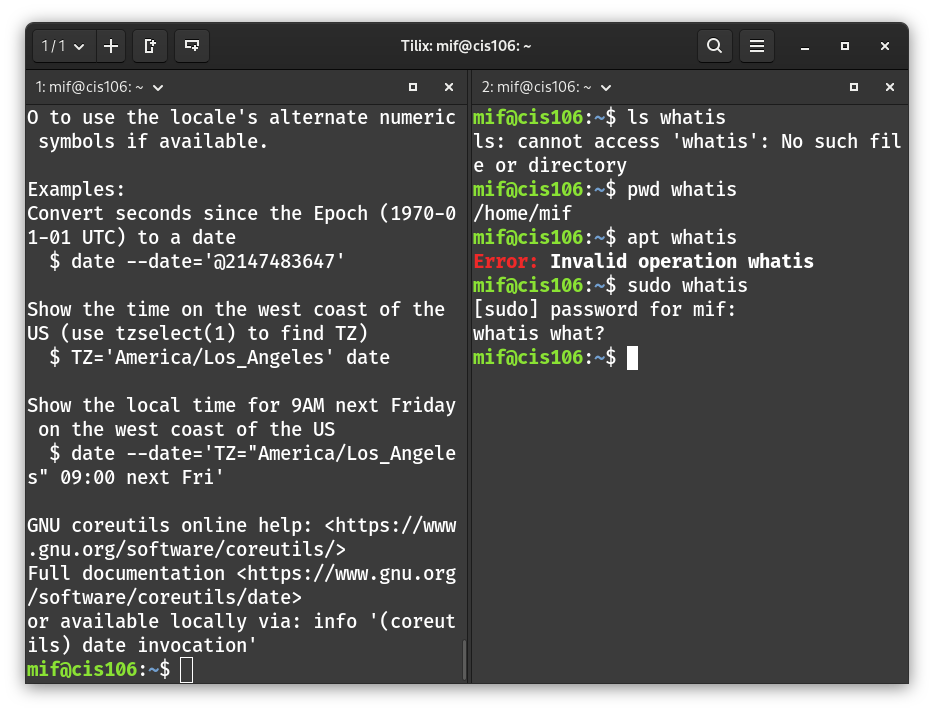 1/1
Tilix: mif@cis106: ~
1: mif@cis106: ~
O to use the locale's alternate numeric
 symbols if available.
Examples:
Convert seconds since the Epoch (1970-0
1-01 UTC) to a date
  $ date --date='@2147483647'
Show the time on the west coast of the
US (use tzselect(1) to find TZ)
  $ TZ='America/Los_Angeles' date
Show the local time for 9AM next Friday
 on the west coast of the US
  $ date --date='TZ="America/Los_Angele
s" 09:00 next Fri'
GNU coreutils online help: <https://www
.gnu.org/software/coreutils/>
Full documentation <https://www.gnu.org
/software/coreutils/date>
or available locally via: info '(coreut
ils) date invocation'
mif@cis106:~$
2: mif@cis106: ~
mif@cis106:~$ ls whatis
ls: cannot access 'whatis': No such fil
e or directory
mif@cis106:~$ pwd whatis
/home/mif
mif@cis106:~$ apt whatis
Error: Invalid operation whatis
mif@cis106:~$ sudo whatis
[sudo] password for mif:
whatis what?
mif@cis106:~$